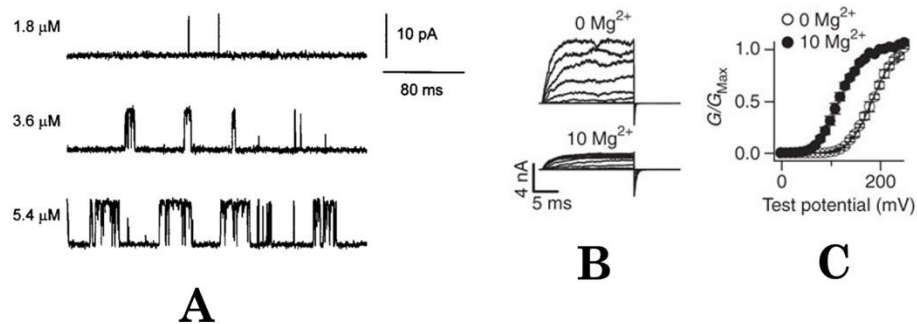 1.8 μM
10 pA
80 ms
3.6 μM
5.4 μM
A
0 Mg²⁺
10 Mg²⁺
4 nA
5 ms
B
0 Mg²⁺
10 Mg²⁺
G/GMax
1.0
0.5
0.0
0
200
Test potential (mV)
C